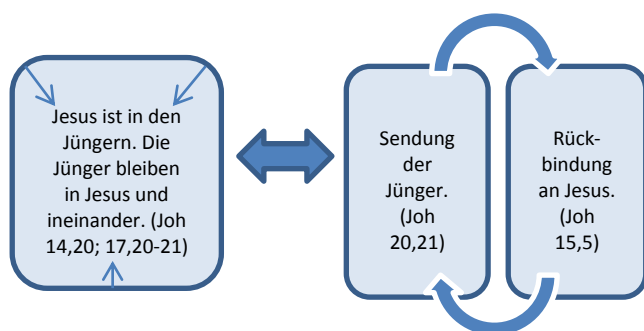 Jesus ist in den
Jüngern. Die
Jünger bleiben
in Jesus und
ineinander. (Joh
14,20; 17,20-21)
Sendung
der
Jünger.
(Joh
20,21)
Rück-
bindung
an Jesus.
(Joh
15,5)